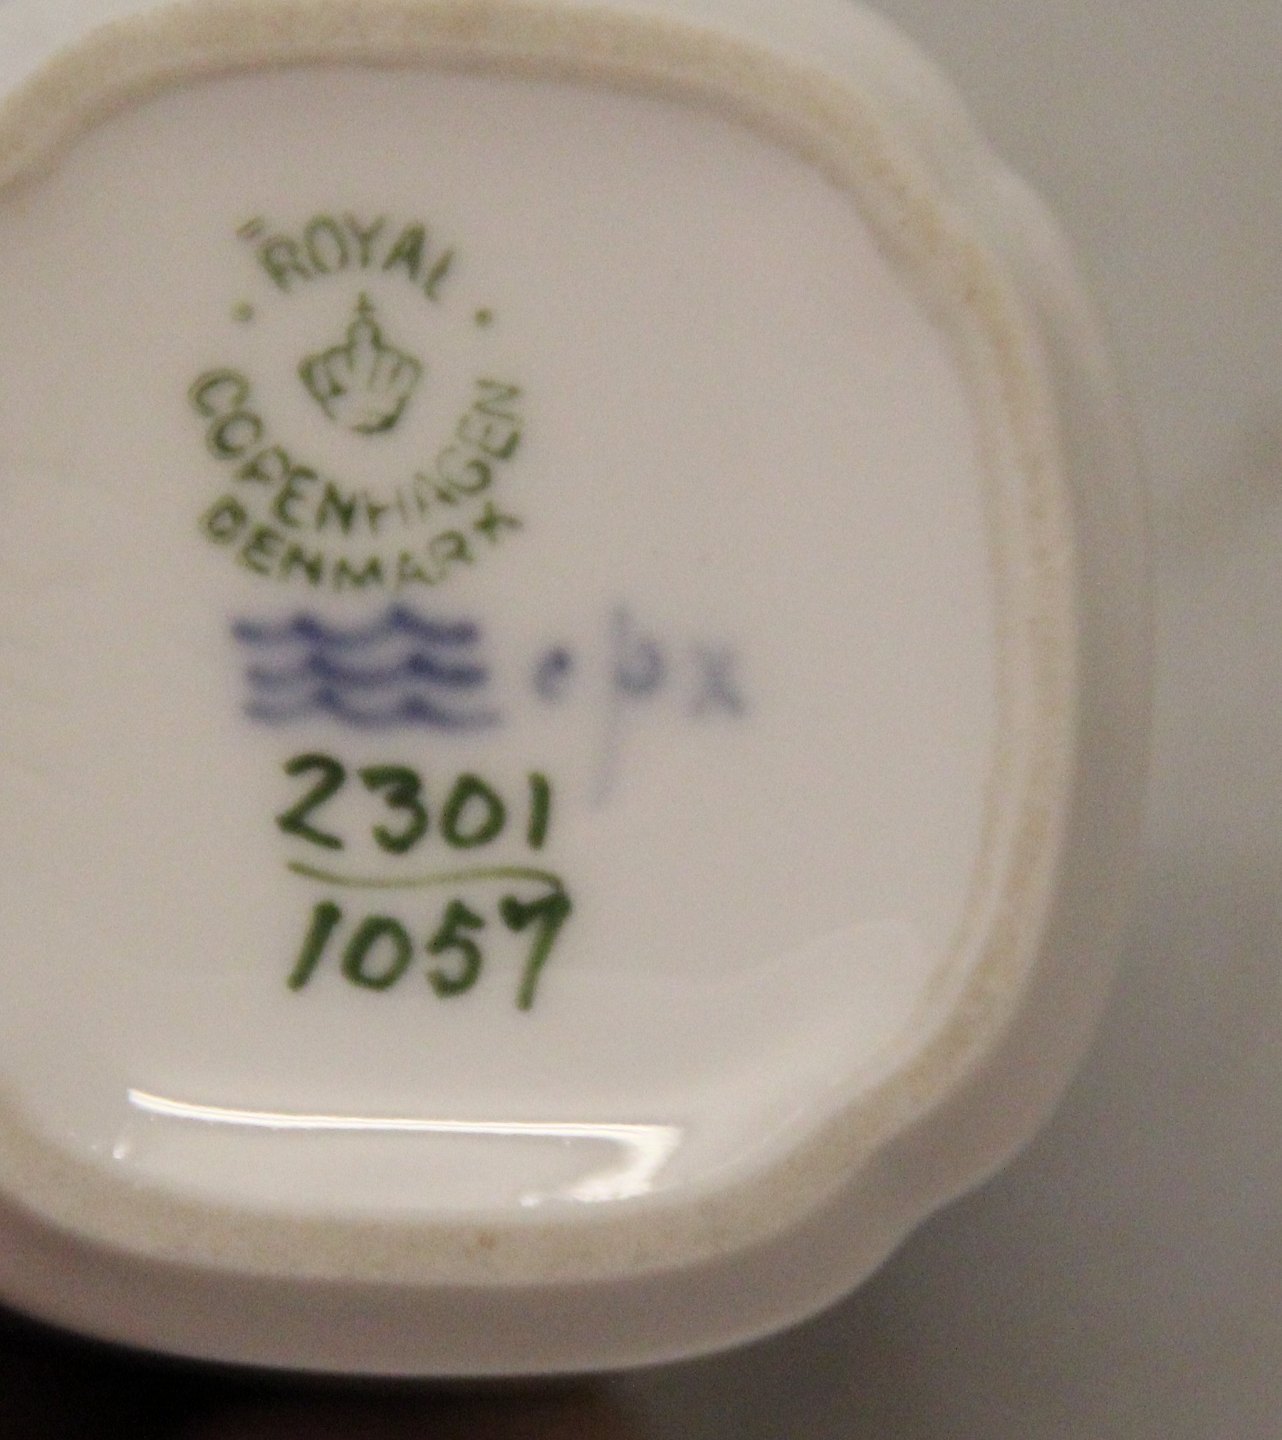 ROYAL
COPENHAGEN
DENMARK
2301
1057